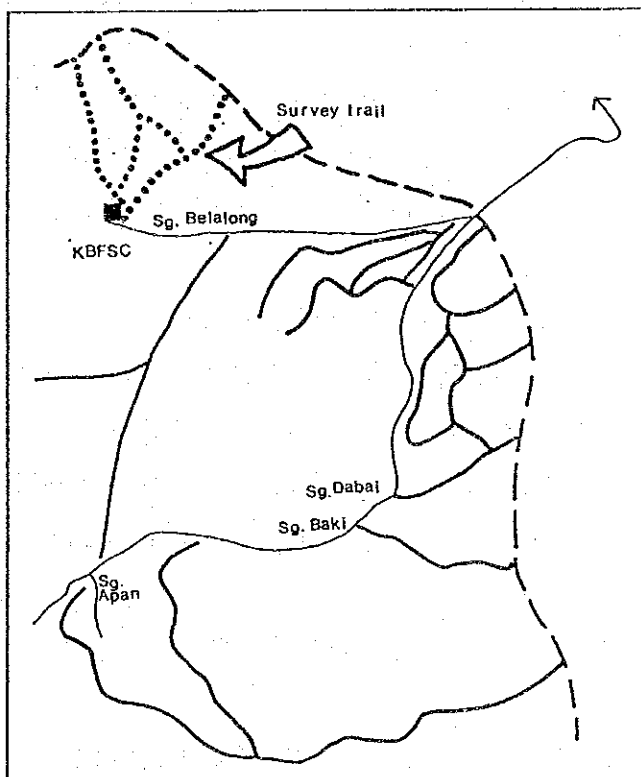 Survey trail
Sg. Belalong
KBFSC
Sg. Dabai
Sg. Baki
Sg.
Apan